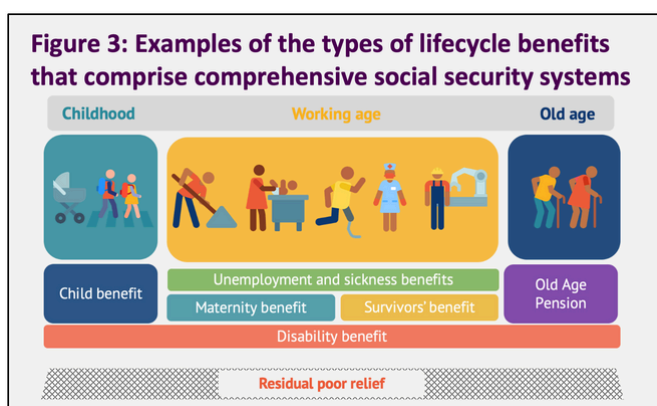 Figure 3: Examples of the types of lifecycle benefits
that comprise comprehensive social security systems
Childhood
Working age
Old age
Child benefit
Unemployment and sickness benefits
Maternity benefit
Survivors' benefit
Old Age
Pension
Disability benefit
Residual poor relief